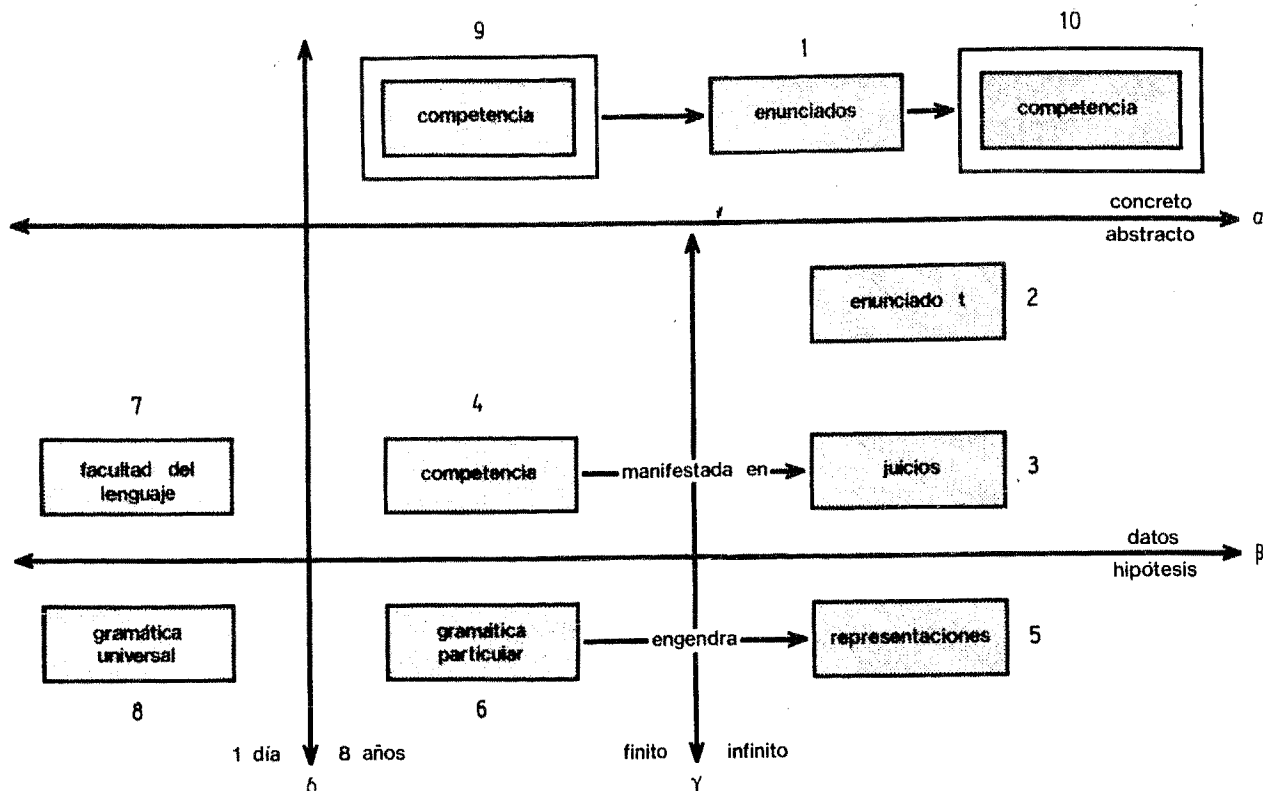 9
1
10
competencia
enunciados
competencia
concreto
α
abstracto
enunciado t
2
7
4
facultad del
lenguaje
competencia
manifestada en
juicios
3
datos
β
hipótesis
gramática
universal
gramática
particular
engendra
representaciones
5
8
6
1 día
8 años
finito
infinito
δ
γ